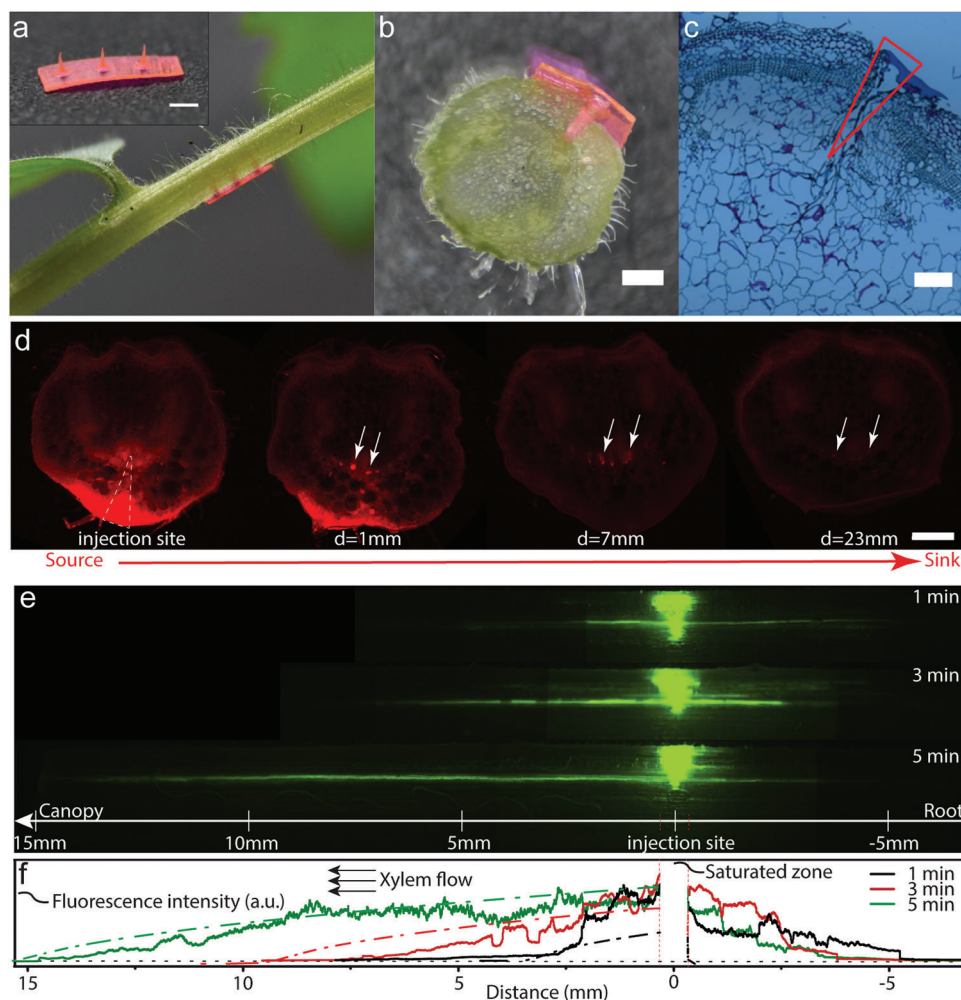 a
b
c
d
injection site
d=1mm
d=7mm
d=23mm
Source
Sink
e
1 min
3 min
5 min
Canopy
Root
15mm
10mm
5mm
injection site
-5mm
f
Xylem flow
Saturated zone
Fluorescence intensity (a.u.)
1 min
3 min
5 min
15
10
5
0
-5
Distance (mm)